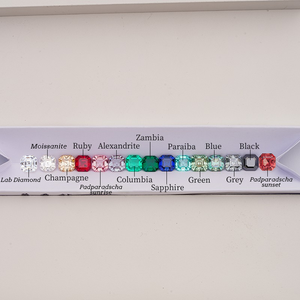 Zambia
Moissanite Ruby Alexandrite Paraiba Blue Black
Lab Diamond Champagne Padparadscha sunrise Columbia Sapphire Green Grey Padparadscha sunset